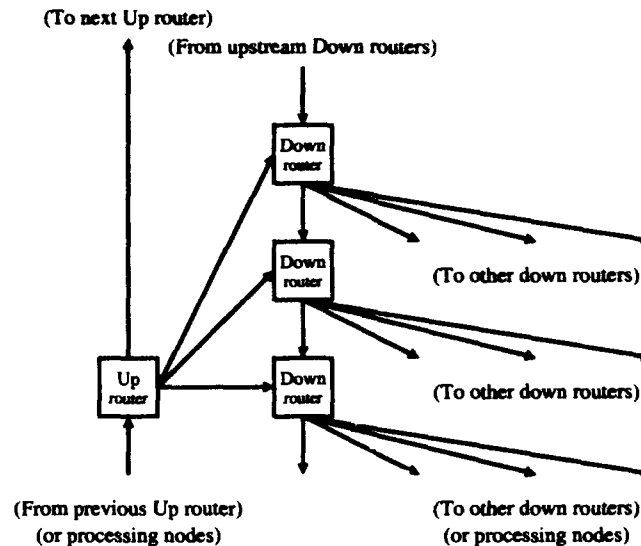 (To next Up router)
(From upstream Down routers)
Down
router
Down
router
(To other down routers)
Up
router
Down
router
(To other down routers)
(From previous Up router)
(or processing nodes)
(To other down routers)
(or processing nodes)